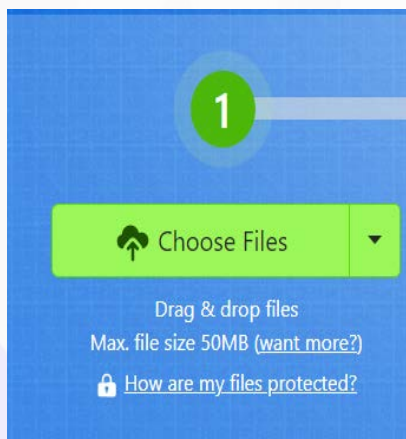 1
Choose Files
Drag & drop files
Max. file size 50MB (want more?)
How are my files protected?